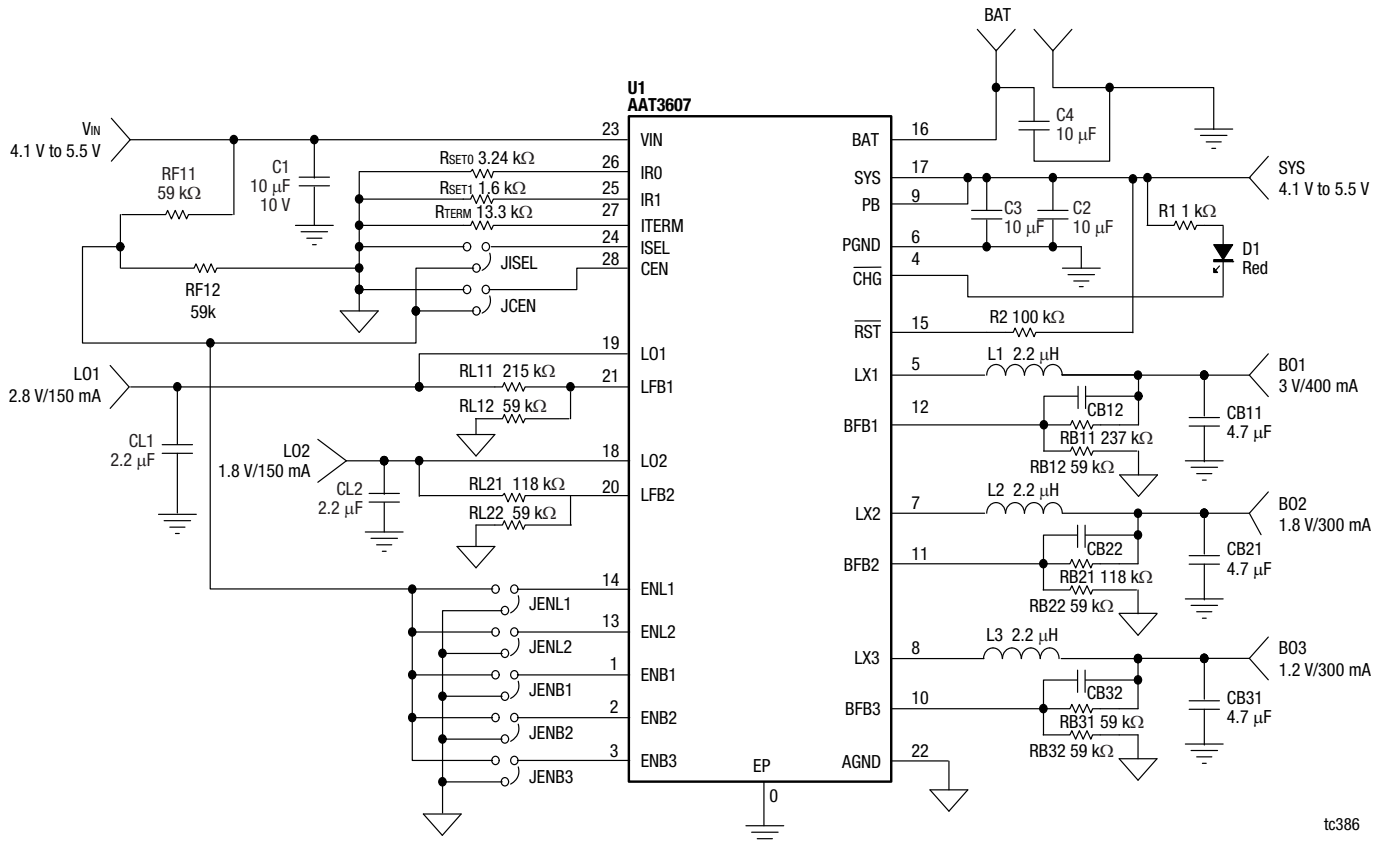 BAT
U1
AAT3607
VIN
4.1 V to 5.5 V
RF11
59 kΩ
C1
10 μF
10 V
RF12
59k
RSET0 3.24 kΩ
RSET1 1.6 kΩ
RTERM 13.3 kΩ
JISEL
JCEN
23
26
25
27
24
28
19
21
18
20
14
13
1
2
3
VIN
IR0
IR1
ITERM
ISEL
CEN
LO1
LFB1
LO2
LFB2
ENL1
ENL2
ENB1
ENB2
ENB3
EP
0
LO1
2.8 V/150 mA
CL1
2.2 μF
RL11 215 kΩ
RL12 59 kΩ
LO2
1.8 V/150 mA
CL2
2.2 μF
RL21 118 kΩ
RL22 59 kΩ
JENL1
JENL2
JENB1
JENB2
JENB3
BAT
SYS
PB
PGND
CHG
RST
LX1
BFB1
LX2
BFB2
LX3
BFB3
AGND
16
17
9
6
4
15
5
12
7
11
8
10
22
C4
10 μF
C3
10 μF
C2
10 μF
SYS
4.1 V to 5.5 V
R1 1 kΩ
D1
Red
R2 100 kΩ
L1 2.2 μH
CB12
RB11 237 kΩ
RB12 59 kΩ
BO1
3 V/400 mA
CB11
4.7 μF
L2 2.2 μH
CB22
RB21 118 kΩ
RB22 59 kΩ
BO2
1.8 V/300 mA
CB21
4.7 μF
L3 2.2 μH
CB32
RB31 59 kΩ
RB32 59 kΩ
BO3
1.2 V/300 mA
CB31
4.7 μF
tc386